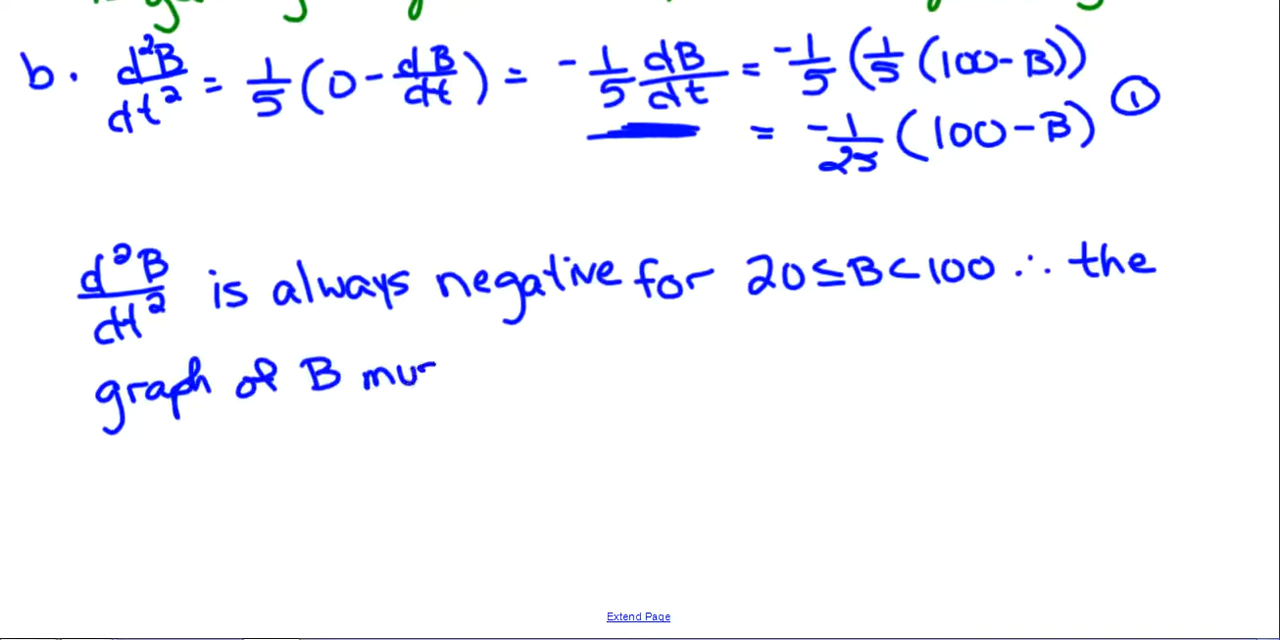 b. d²B/dt² = 1/5 (0 - dB/dt) = -1/5 dB/dt = -1/5 (1/5 (100-B))
= -1/25 (100-B) ①
d²B/dt² is always negative for 20≤B<100 ∴ the
graph of B mus
Extend Page